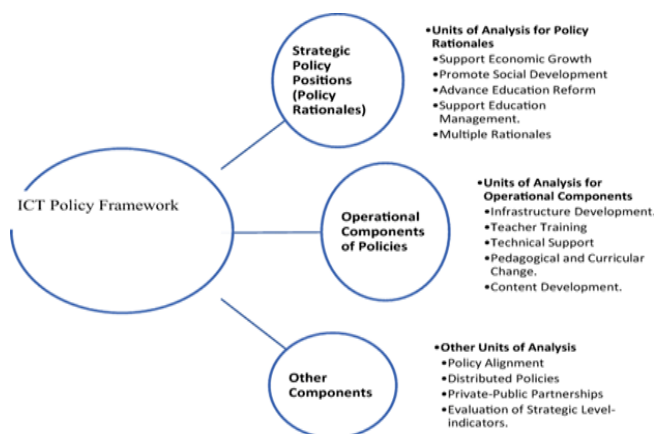 ICT Policy Framework
Strategic
Policy
Positions
(Policy
Rationales)
•Units of Analysis for Policy
Rationales
•Support Economic Growth
•Promote Social Development
•Advance Education Reform
•Support Education
Management.
•Multiple Rationales
Operational
Components
of Policies
•Units of Analysis for
Operational Components
•Infrastructure Development.
•Teacher Training
•Technical Support
•Pedagogical and Curricular
Change.
•Content Development.
Other
Components
•Other Units of Analysis
•Policy Alignment
•Distributed Policies
•Private-Public Partnerships
•Evaluation of Strategic Level-
indicators.